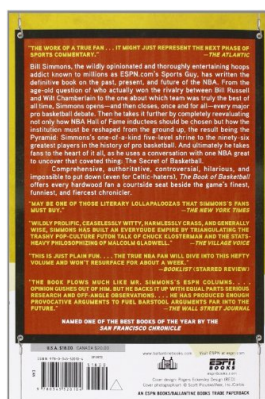 "THE WORK OF A TRUE FAN . . . IT MIGHT JUST REPRESENT THE NEXT PHASE OF
SPORTS COMMENTARY." —THE ATLANTIC
Bill Simmons, the wildly opinionated and thoroughly entertaining hoops
addict known to millions as ESPN.com's Sports Guy, has written the
definitive book on the past, present, and future of the NBA. From the
age-old question of who actually won the rivalry between Bill Russell
and Wilt Chamberlain to the one about which team was truly the best of
all time, Simmons opens—and then closes, once and for all—every major pro
basketball debate. Then he takes it further by completely reevaluating
not only how NBA Hall of Fame inductees should be chosen but how the
institution must be reshaped from the ground up, the result being the
Pyramid: Simmons's one-of-a-kind five-level shrine to the ninety-six
greatest players in the history of pro basketball. And ultimately he takes
fans to the heart of it all, as he uses a conversation with one NBA great
to uncover that coveted thing: The Secret of Basketball.
Comprehensive, authoritative, controversial, hilarious, and
impossible to put down (even for Celtic-haters), The Book of Basketball
offers every hardwood fan a courtside seat beside the game's finest,
funniest, and fiercest chronicler.
"MAY BE ONE OF THOSE LITERARY LOLLAPALOOZAS THAT SIMMONS'S FANS
MUST BUY." —THE NEW YORK TIMES
"WILDLY PROLIFIC, CEASELESSLY WITTY, HARMLESSLY CRASS, AND GENERALLY
WISE, SIMMONS HAS BUILT AN EVERYDUDE EMPIRE BY TRIANGULATING THE
TRASHY POP-CULTURE FUTON TALK OF CHUCK KLOSTERMAN AND THE STATS-
HEAVY PHILOSOPHIZING OF MALCOLM GLADWELL." —THE VILLAGE VOICE
"THIS IS JUST PLAIN FUN. . . . THE TRUE NBA FAN WILL DIVE INTO THIS HEFTY
VOLUME AND WON'T RESURFACE FOR ABOUT A WEEK."
—BOOKLIST (STARRED REVIEW)
"THE BOOK FLOWS MUCH LIKE MR. SIMMONS'S ESPN COLUMNS. . . .
OPINION GUSHES OUT OF HIM, BUT HE BACKS IT UP WITH EQUAL PARTS SERIOUS
RESEARCH AND OFF-ANGLE OBSERVATIONS. . . . HE HAS PRODUCED ENOUGH
PROVOCATIVE ARGUMENTS TO FUEL BARSTOOL ARGUMENTS FAR INTO THE
FUTURE." —THE WALL STREET JOURNAL
NAMED ONE OF THE BEST BOOKS OF THE YEAR BY THE
SAN FRANCISCO CHRONICLE
ESPN
BOOKS
AN ESPN BOOKS/BALLANTINE BOOKS TRADE PAPERBACK